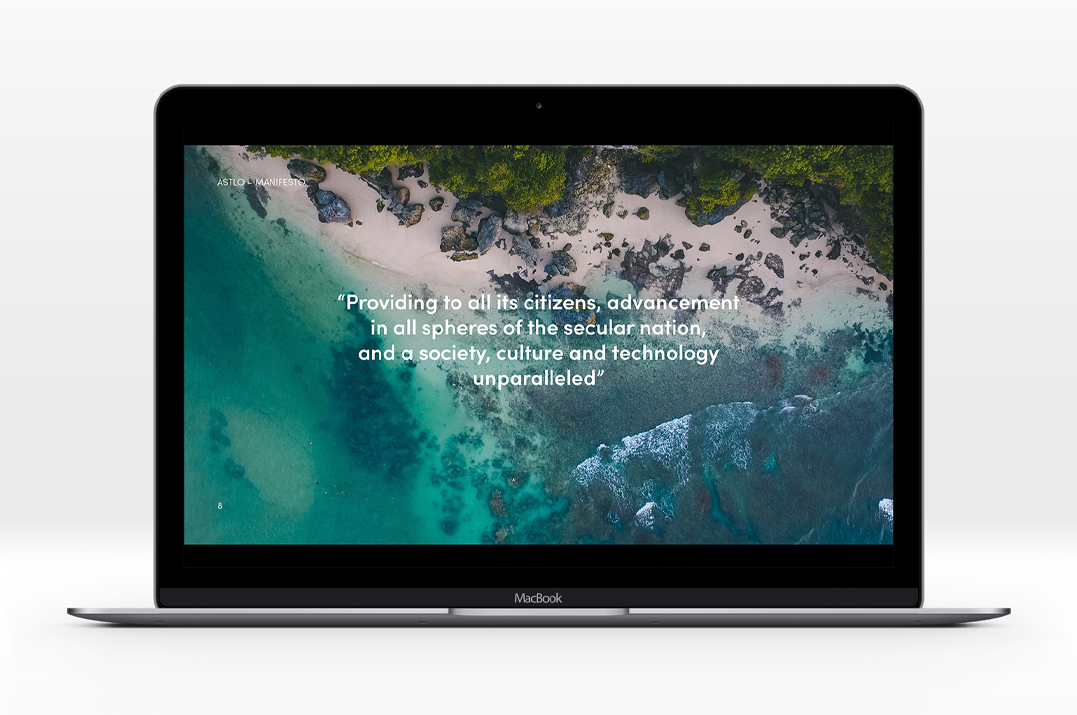 ASTLO - MANIFESTO
“Providing to all its citizens, advancement
in all spheres of the secular nation,
and a society, culture and technology
unparalleled”
8
MacBook